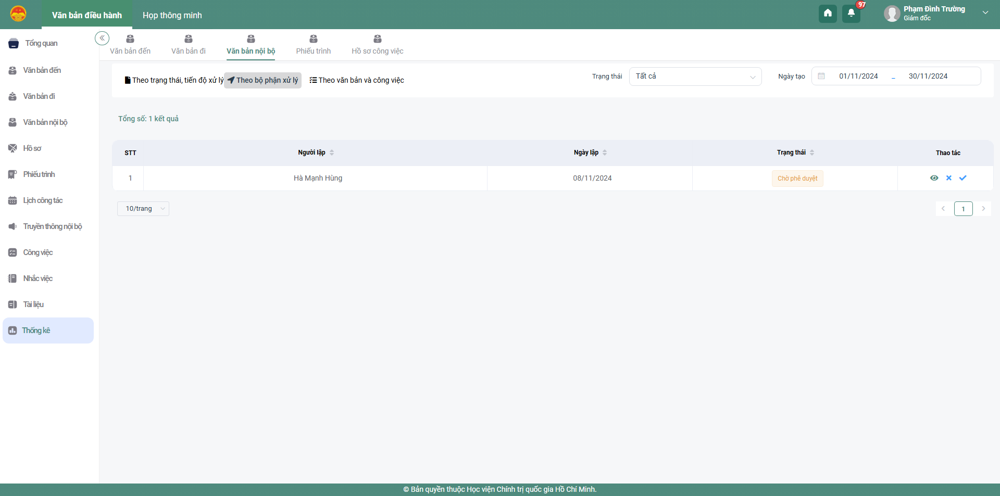 Văn bản điều hành
Họp thông minh
97
Phạm Đình Trường
Giám đốc
Tổng quan
Văn bản đến
Văn bản đi
Văn bản nội bộ
Hồ sơ
Phiếu trình
Lịch công tác
Truyền thông nội bộ
Công việc
Nhắc việc
Tài liệu
Thống kê
Văn bản đến
Văn bản đi
Văn bản nội bộ
Phiếu trình
Hồ sơ công việc
Theo trạng thái, tiến độ xử lý
Theo bộ phận xử lý
Theo văn bản và công việc
Trạng thái
Tất cả
Ngày tạo
01/11/2024
30/11/2024
Tổng số: 1 kết quả
STT
Người lập
Ngày lập
Trạng thái
Thao tác
1
Hà Mạnh Hùng
08/11/2024
Chờ phê duyệt
10/trang
1
© Bản quyền thuộc Học viện Chính trị quốc gia Hồ Chí Minh.